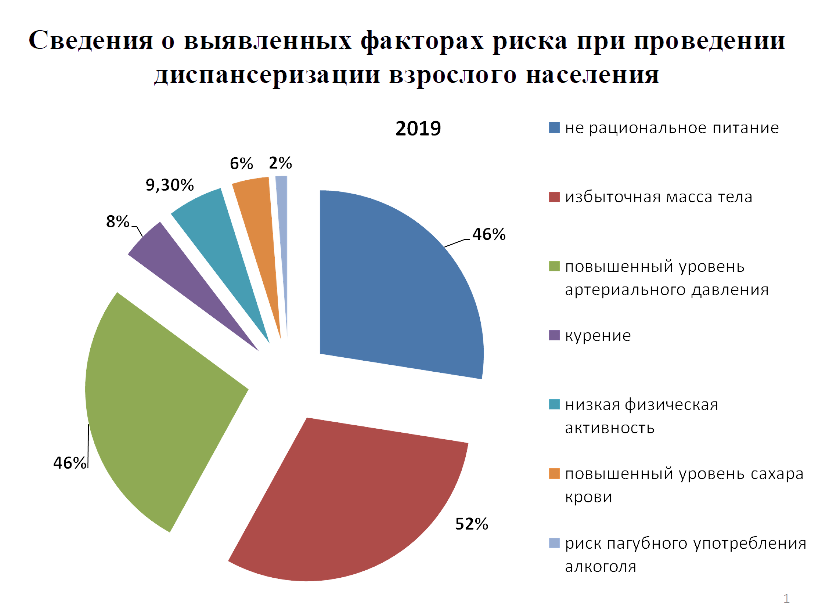 Сведения о выявленных факторах риска при проведении
диспансеризации взрослого населения
2019
46%
52%
46%
8%
9,30%
6%
2%
не рациональное питание
избыточная масса тела
повышенный уровень
артериального давления
курение
низкая физическая
активность
повышенный уровень сахара
крови
риск пагубного употребления
алкоголя
1